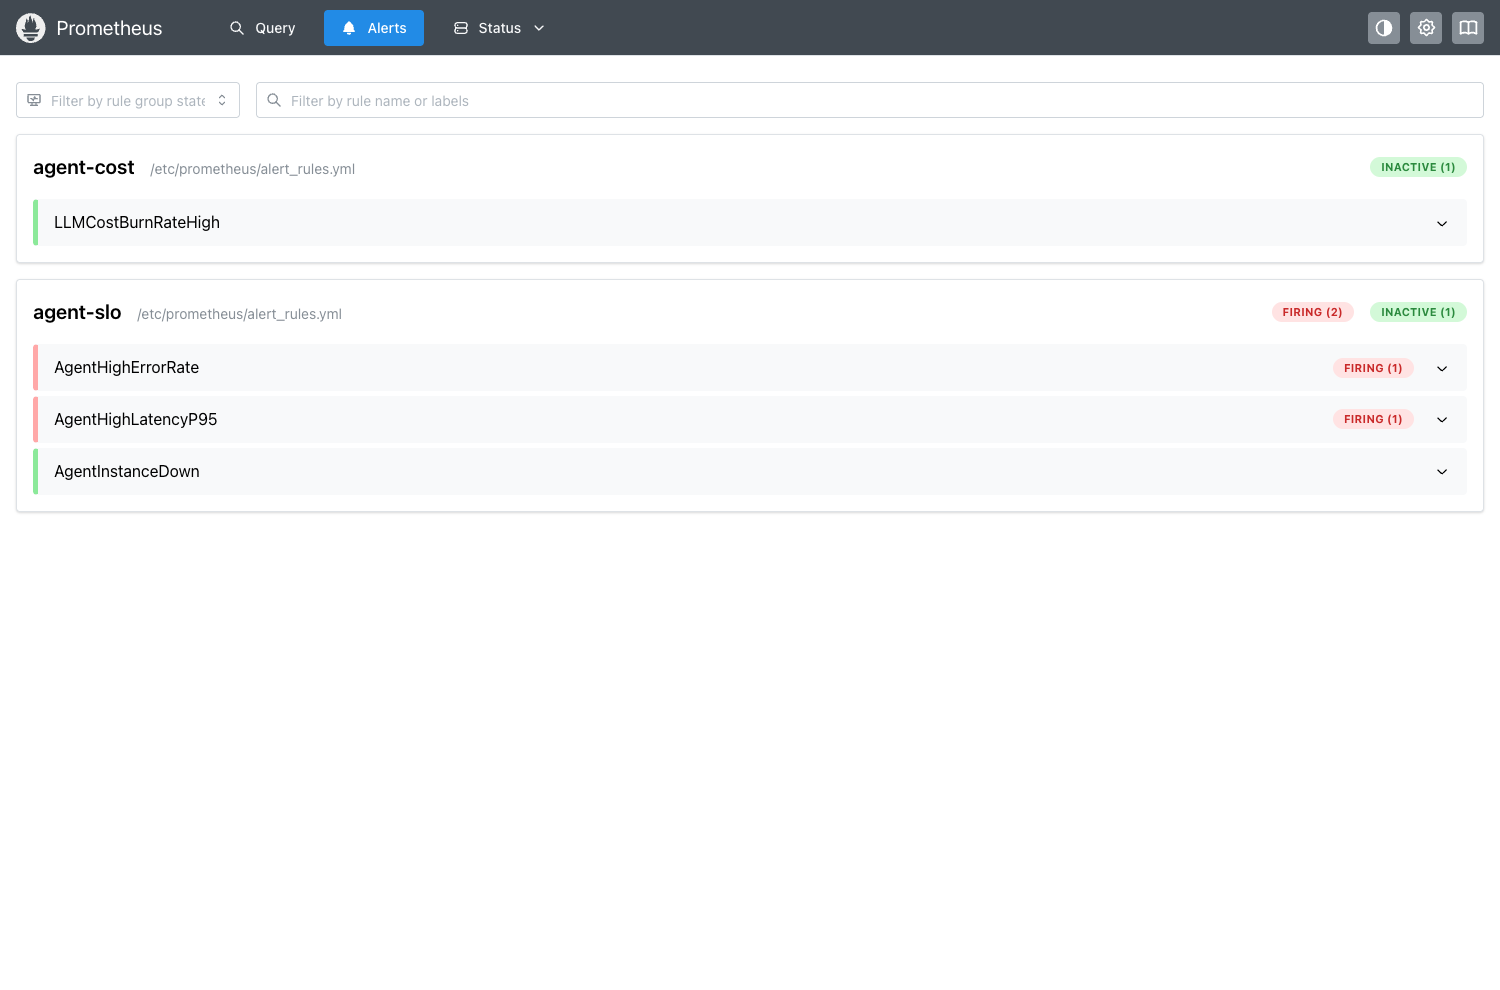 Prometheus Query Alerts Status
Filter by rule group state Filter by rule name or labels
agent-cost /etc/prometheus/alert_rules.yml INACTIVE (1)
LLMCostBurnRateHigh
agent-slo /etc/prometheus/alert_rules.yml FIRING (2) INACTIVE (1)
AgentHighErrorRate FIRING (1)
AgentHighLatencyP95 FIRING (1)
AgentInstanceDown